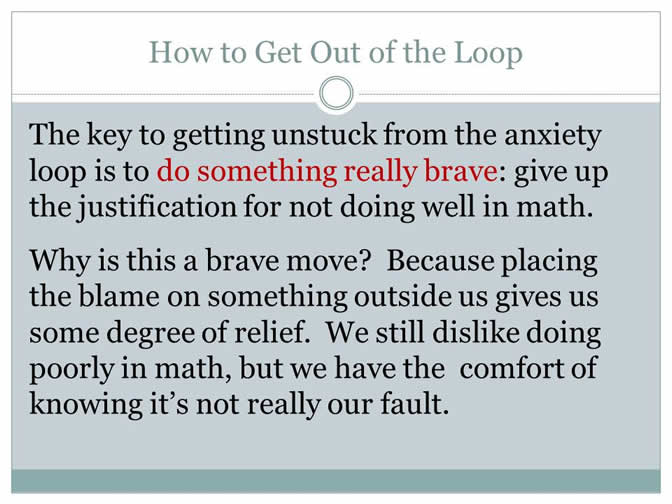 How to Get Out of the Loop
The key to getting unstuck from the anxiety
loop is to do something really brave: give up
the justification for not doing well in math.
Why is this a brave move?  Because placing
the blame on something outside us gives us
some degree of relief.  We still dislike doing
poorly in math, but we have the  comfort of
knowing it’s not really our fault.